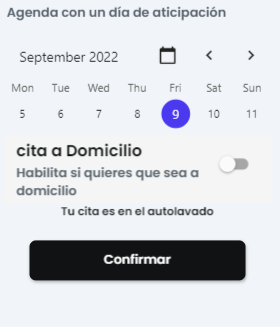 Agenda con un día de aticipación
September 2022
Mon Tue Wed Thu Fri Sat Sun
5 6 7 8 9 10 11
cita a Domicilio
Habilita si quieres que sea a
domicilio
Tu cita es en el autolavado
Confirmar